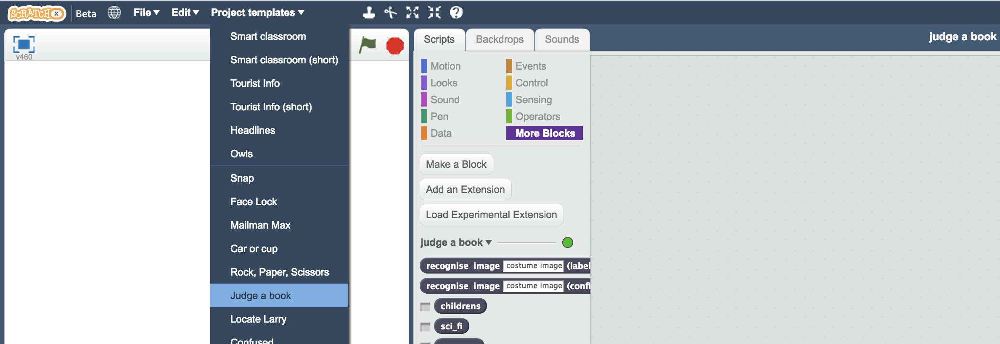 SCRATCH X Beta File Edit Project templates ?
v460
Smart classroom
Smart classroom (short)
Tourist Info
Tourist Info (short)
Headlines
Owls
Snap
Face Lock
Mailman Max
Car or cup
Rock, Paper, Scissors
Judge a book
Locate Larry
Confused
Scripts Backdrops Sounds
judge a book
Motion Events
Looks Control
Sound Sensing
Pen Operators
Data More Blocks
Make a Block
Add an Extension
Load Experimental Extension
judge a book
recognise image costume image (label
recognise image costume image (confi
childrens
sci_fi